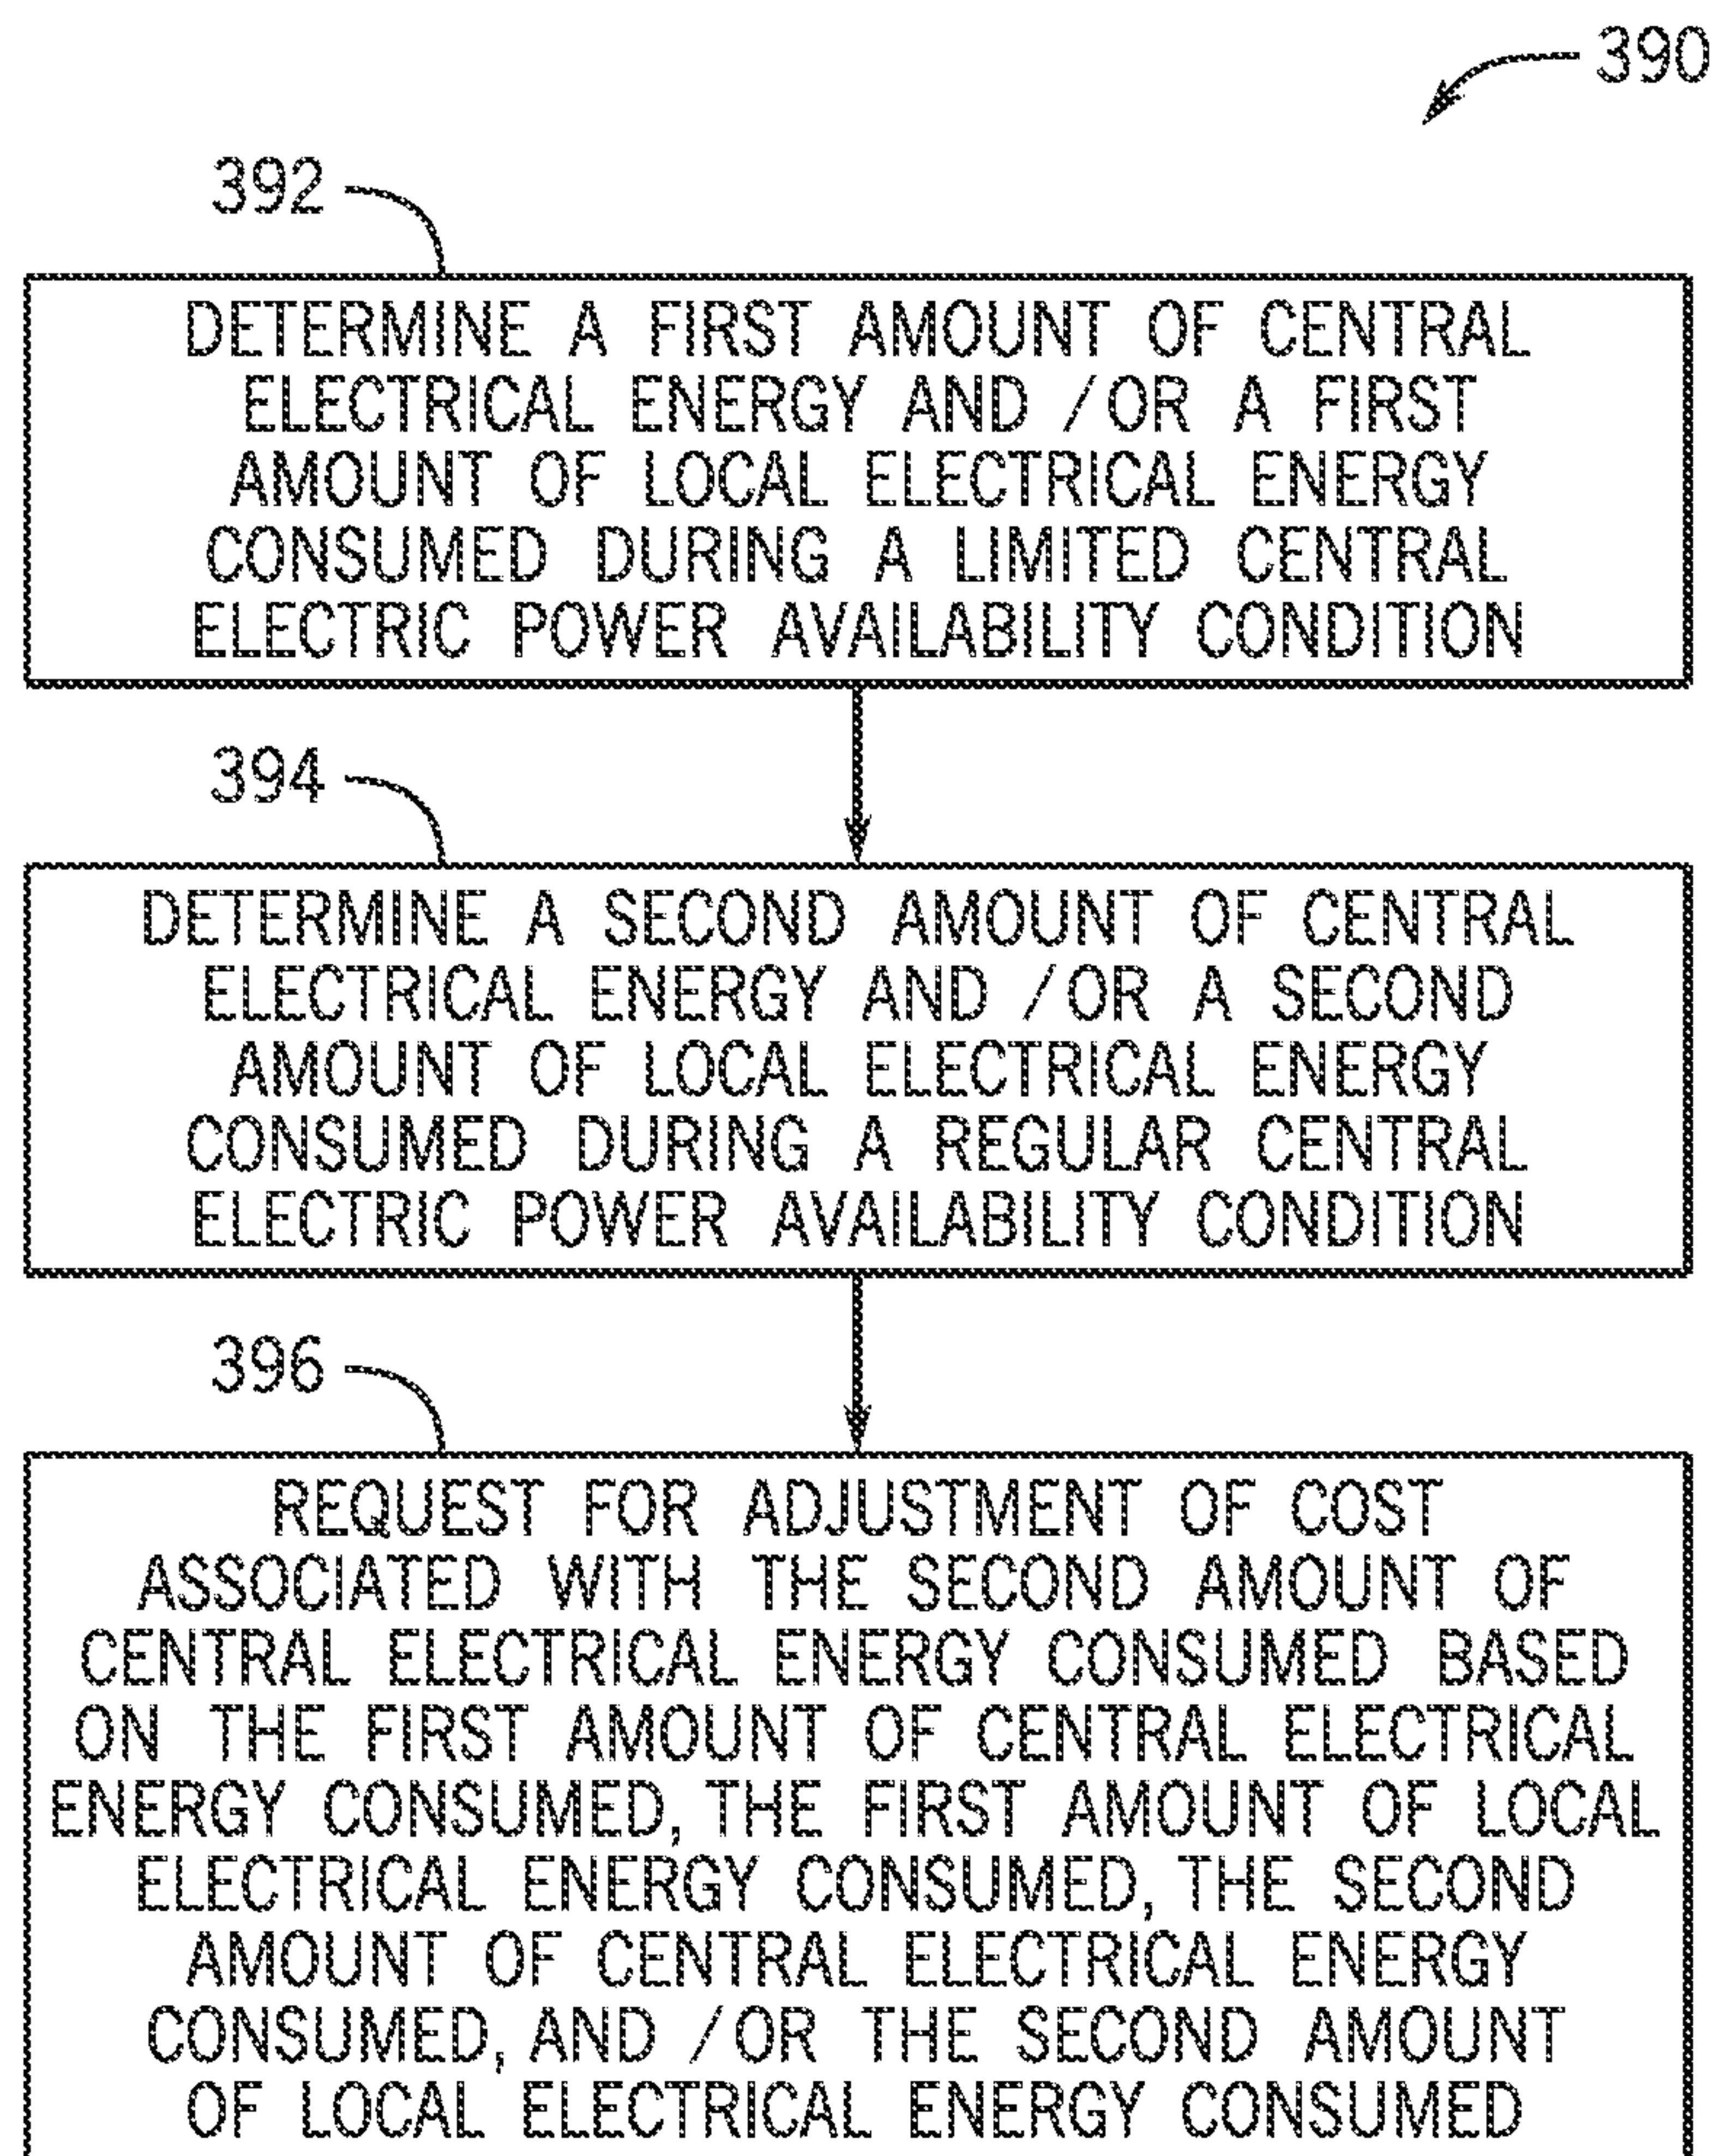 390
392
DETERMINE A FIRST AMOUNT OF CENTRAL
ELECTRICAL ENERGY AND /OR A FIRST
AMOUNT OF LOCAL ELECTRICAL ENERGY
CONSUMED DURING A LIMITED CENTRAL
ELECTRIC POWER AVAILABILITY CONDITION
394
DETERMINE A SECOND AMOUNT OF CENTRAL
ELECTRICAL ENERGY AND /OR A SECOND
AMOUNT OF LOCAL ELECTRICAL ENERGY
CONSUMED DURING A REGULAR CENTRAL
ELECTRIC POWER AVAILABILITY CONDITION
396
REQUEST FOR ADJUSTMENT OF COST
ASSOCIATED WITH THE SECOND AMOUNT OF
CENTRAL ELECTRICAL ENERGY CONSUMED BASED
ON THE FIRST AMOUNT OF CENTRAL ELECTRICAL
ENERGY CONSUMED, THE FIRST AMOUNT OF LOCAL
ELECTRICAL ENERGY CONSUMED, THE SECOND
AMOUNT OF CENTRAL ELECTRICAL ENERGY
CONSUMED, AND /OR THE SECOND AMOUNT
OF LOCAL ELECTRICAL ENERGY CONSUMED